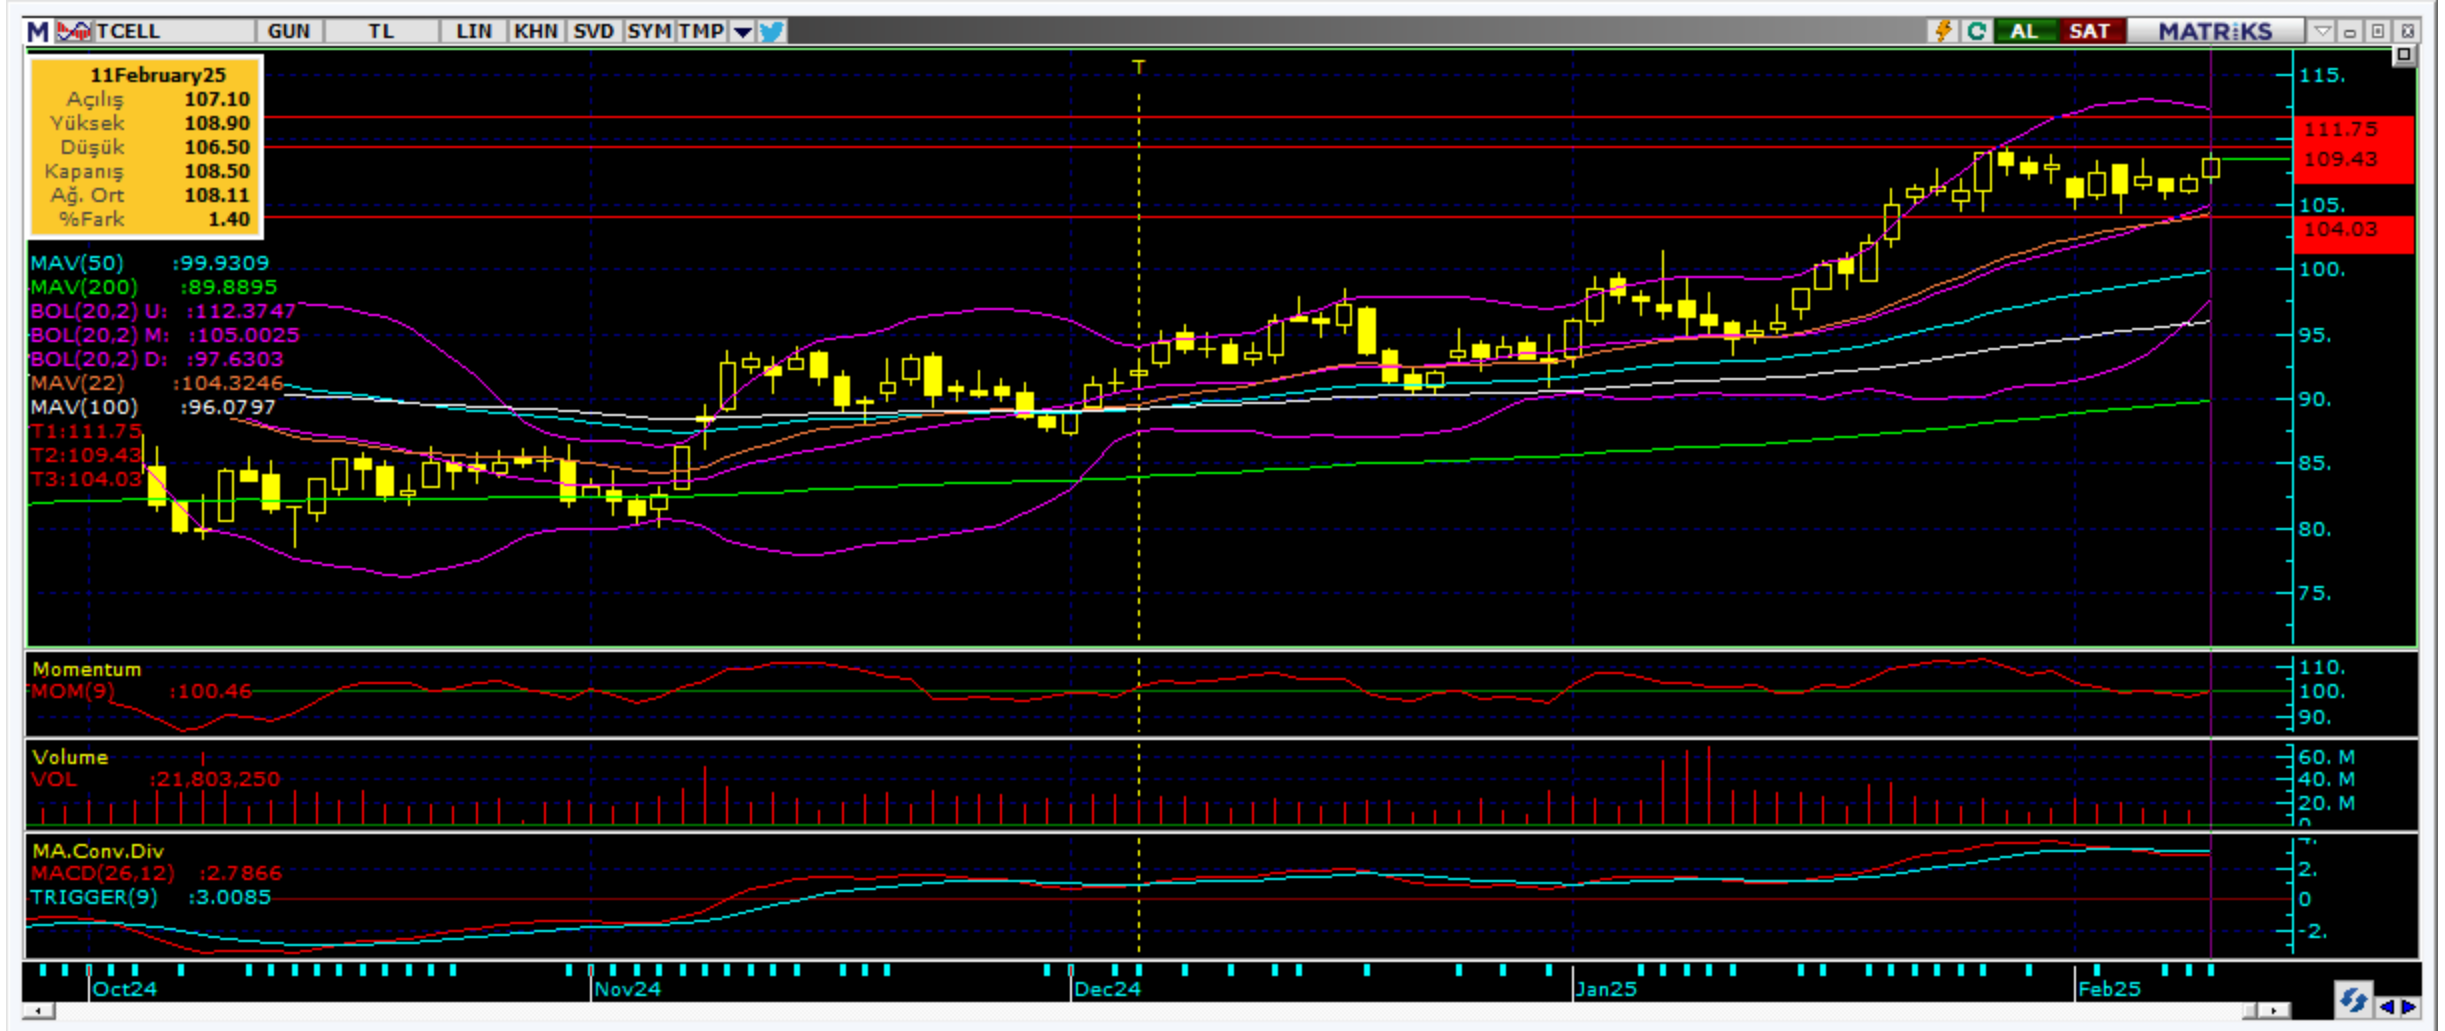 M TCELL GUN TL LIN KHN SVD SYM TMP AL SAT MATRİKS
11February25
Açılış 107.10
Yüksek 108.90
Düşük 106.50
Kapanış 108.50
Ağ. Ort 108.11
%Fark 1.40
MAV(50) :99.9309
MAV(200) :89.8895
BOL(20,2) U: :112.3747
BOL(20,2) M: :105.0025
BOL(20,2) D: :97.6303
MAV(22) :104.3246
MAV(100) :96.0797
T1:111.75
T2:109.43
T3:104.03
T
115.
111.75
109.43
105.
104.03
100.
95.
90.
85.
80.
75.
Momentum
MOM(9) :100.46
110.
100.
90.
Volume
VOL :21,803,250
60. M
40. M
20. M
0
MA.Conv.Div
MACD(26,12) :2.7866
TRIGGER(9) :3.0085
4.
2.
0
-2.
Oct24 Nov24 Dec24 Jan25 Feb25